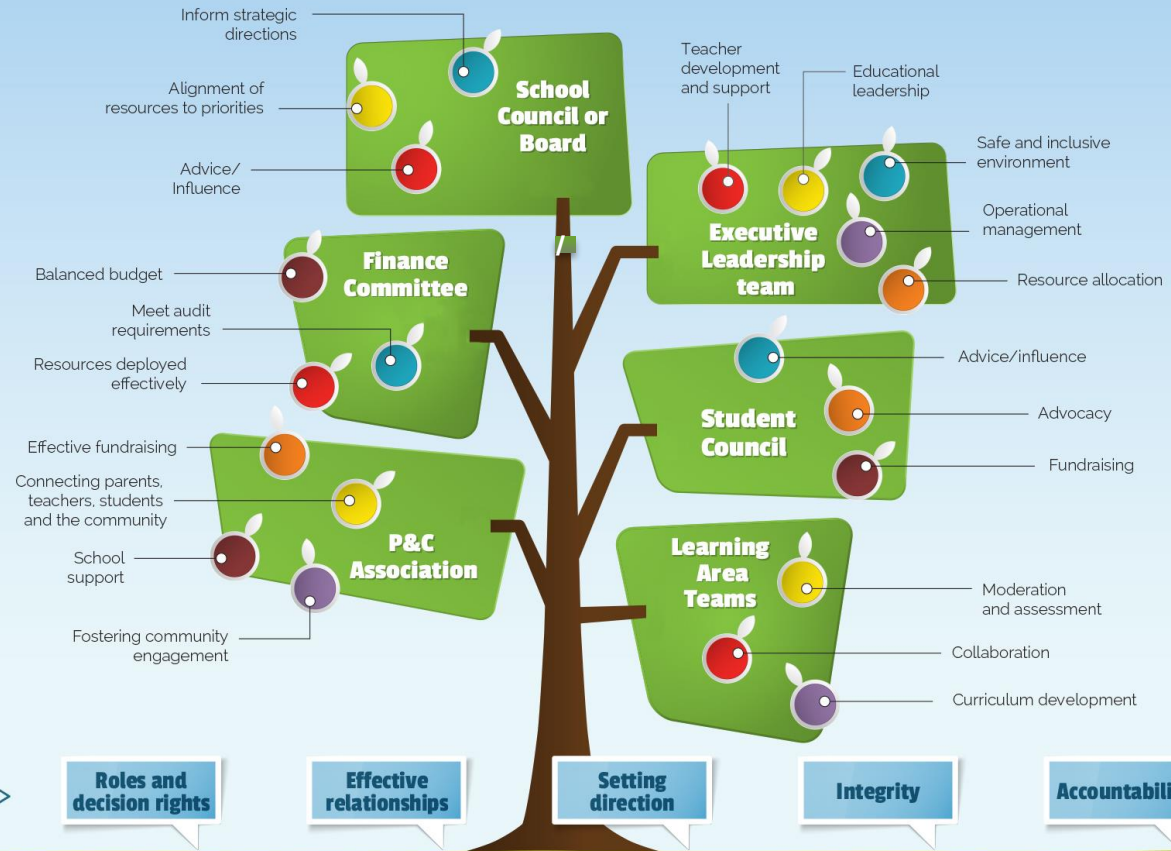 Inform strategic
directions
Alignment of
resources to priorities
Advice/
Influence
School
Council or
Board
Teacher
development
and support
Educational
leadership
Safe and inclusive
environment
Operational
management
Resource allocation
Executive
Leadership
team
Balanced budget
Meet audit
requirements
Resources deployed
effectively
Finance
Committee
Advice/influence
Advocacy
Fundraising
Student
Council
Effective fundraising
Connecting parents,
teachers, students
and the community
School
support
Fostering community
engagement
P&C
Association
Learning
Area
Teams
Moderation
and assessment
Collaboration
Curriculum development
Roles and
decision rights
Effective
relationships
Setting
direction
Integrity
Accountabili